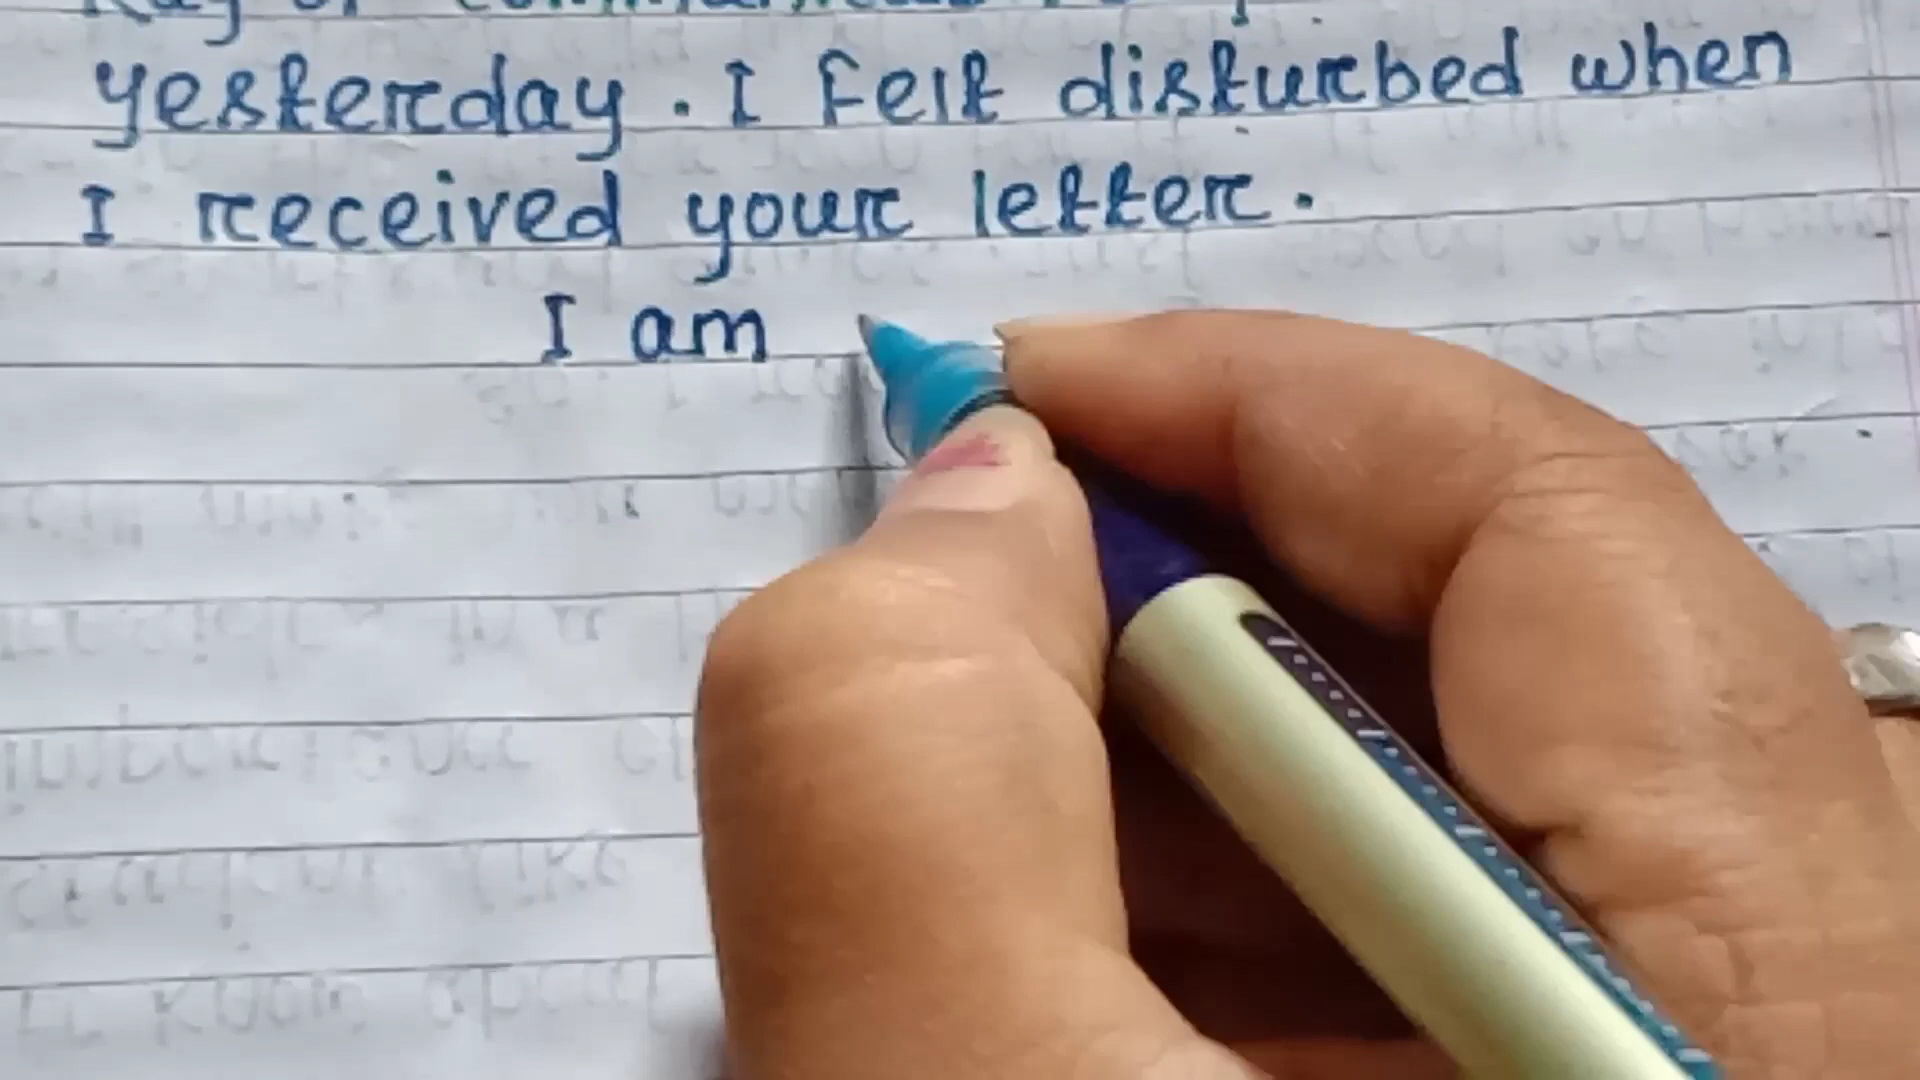 yesterday. I felt disturbed when
I received your letter.
I am